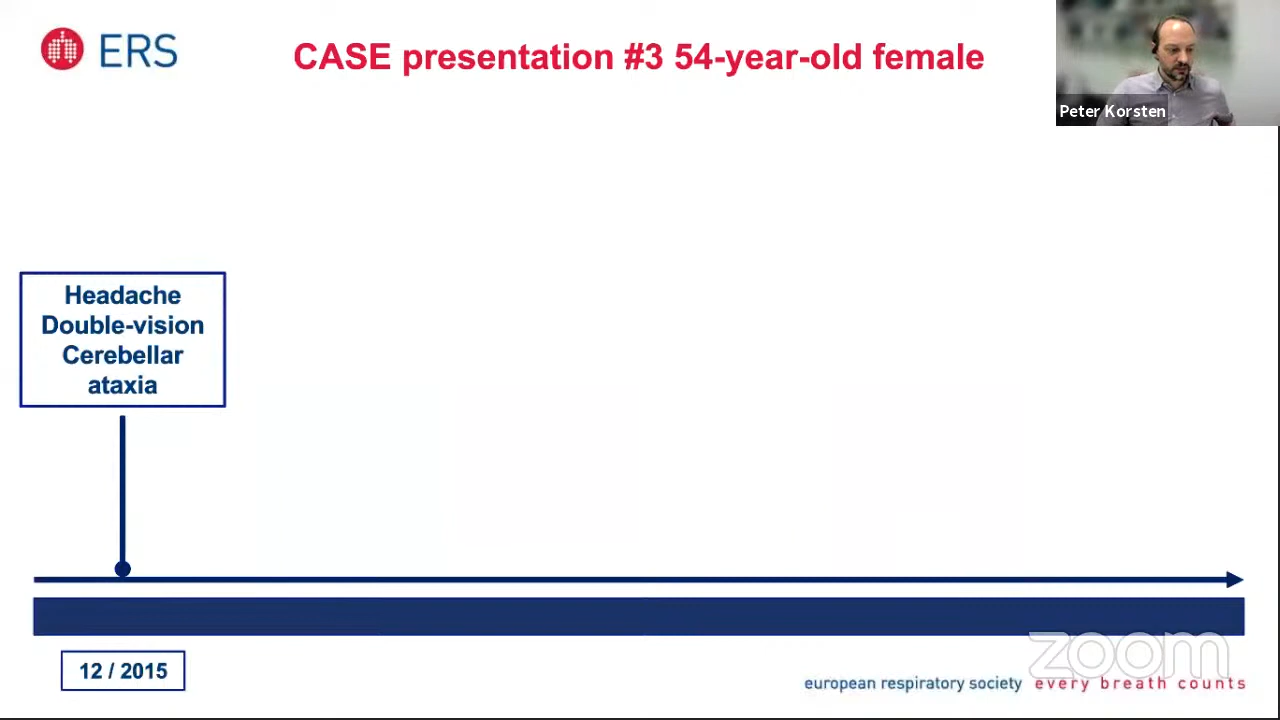 ERS
CASE presentation #3 54-year-old female
Peter Korsten
Headache
Double-vision
Cerebellar
ataxia
12 / 2015
zoom
european respiratory society every breath counts